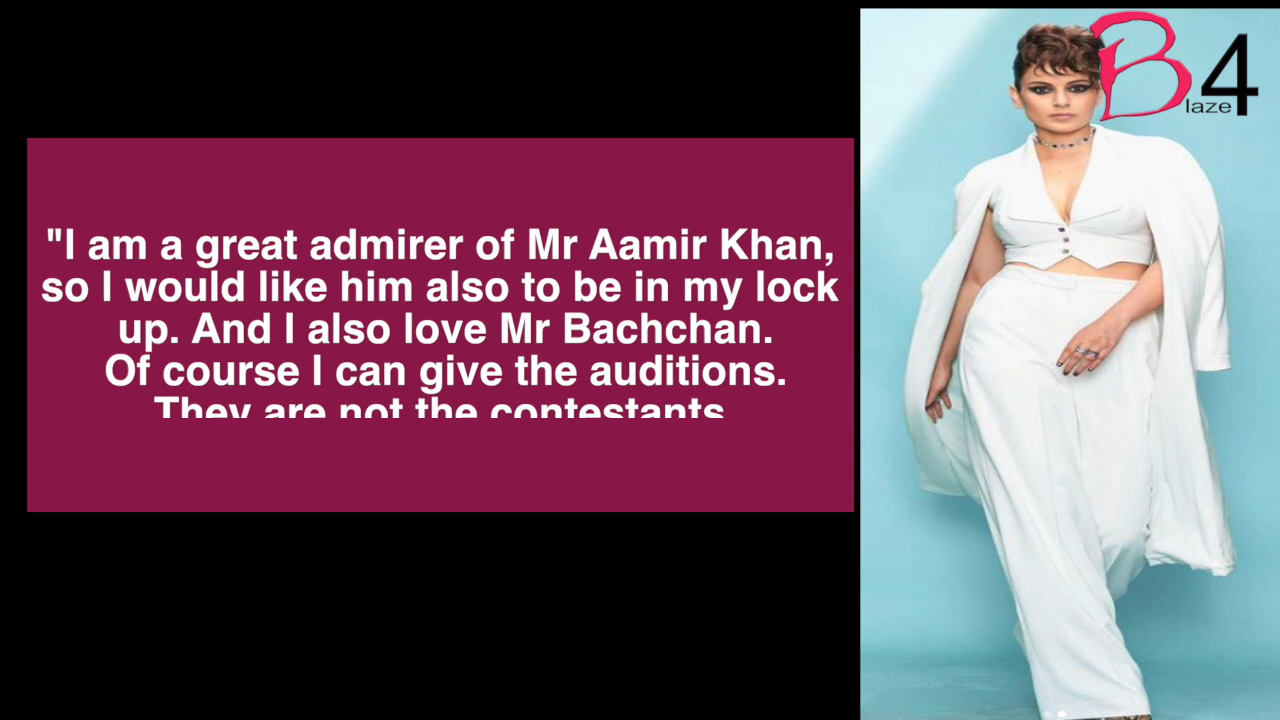 "I am a great admirer of Mr Aamir Khan,
so I would like him also to be in my lock
up. And I also love Mr Bachchan.
Of course I can give the auditions.
They are not the contestants
Blaze4